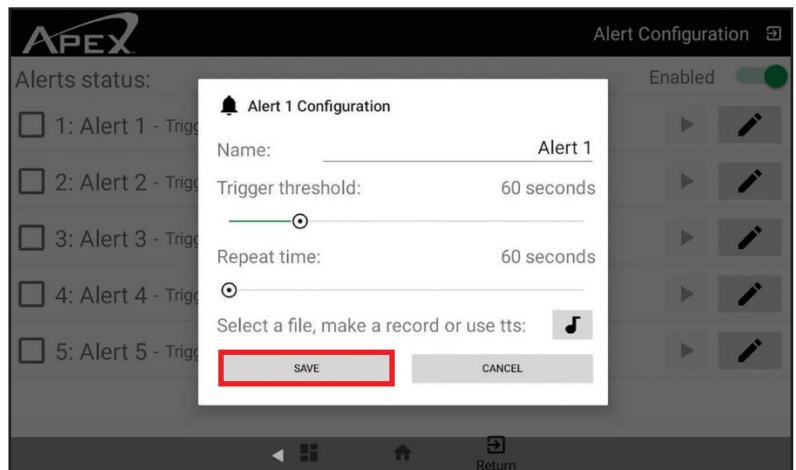 APEX
Alert Configuration
Alerts status:
Enabled
1: Alert 1 - Trigg
2: Alert 2 - Trigg
3: Alert 3 - Trigg
4: Alert 4 - Trigg
5: Alert 5 - Trigg
Alert 1 Configuration
Name: Alert 1
Trigger threshold: 60 seconds
Repeat time: 60 seconds
Select a file, make a record or use tts:
SAVE CANCEL
Return